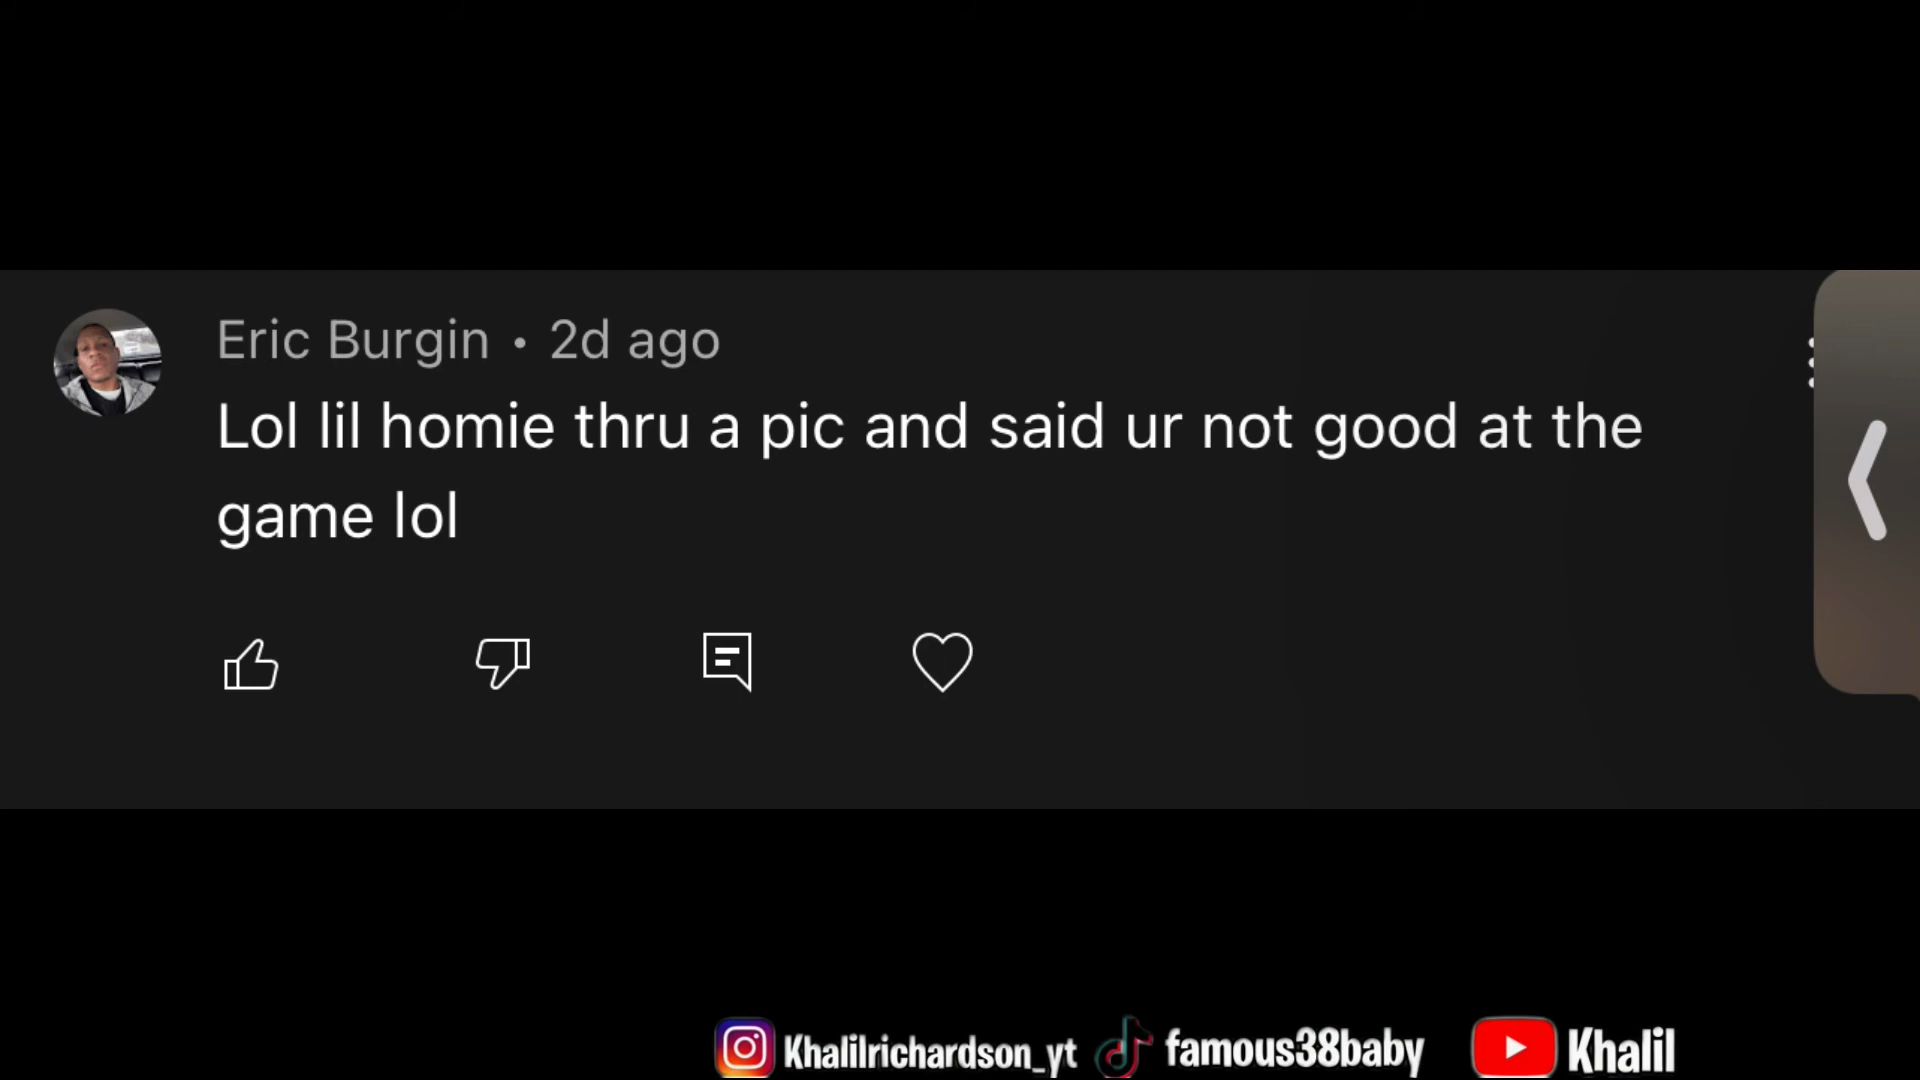 Eric Burgin • 2d ago
Lol lil homie thru a pic and said ur not good at the
game lol
Khalilrichardson_yt famous38baby Khalil